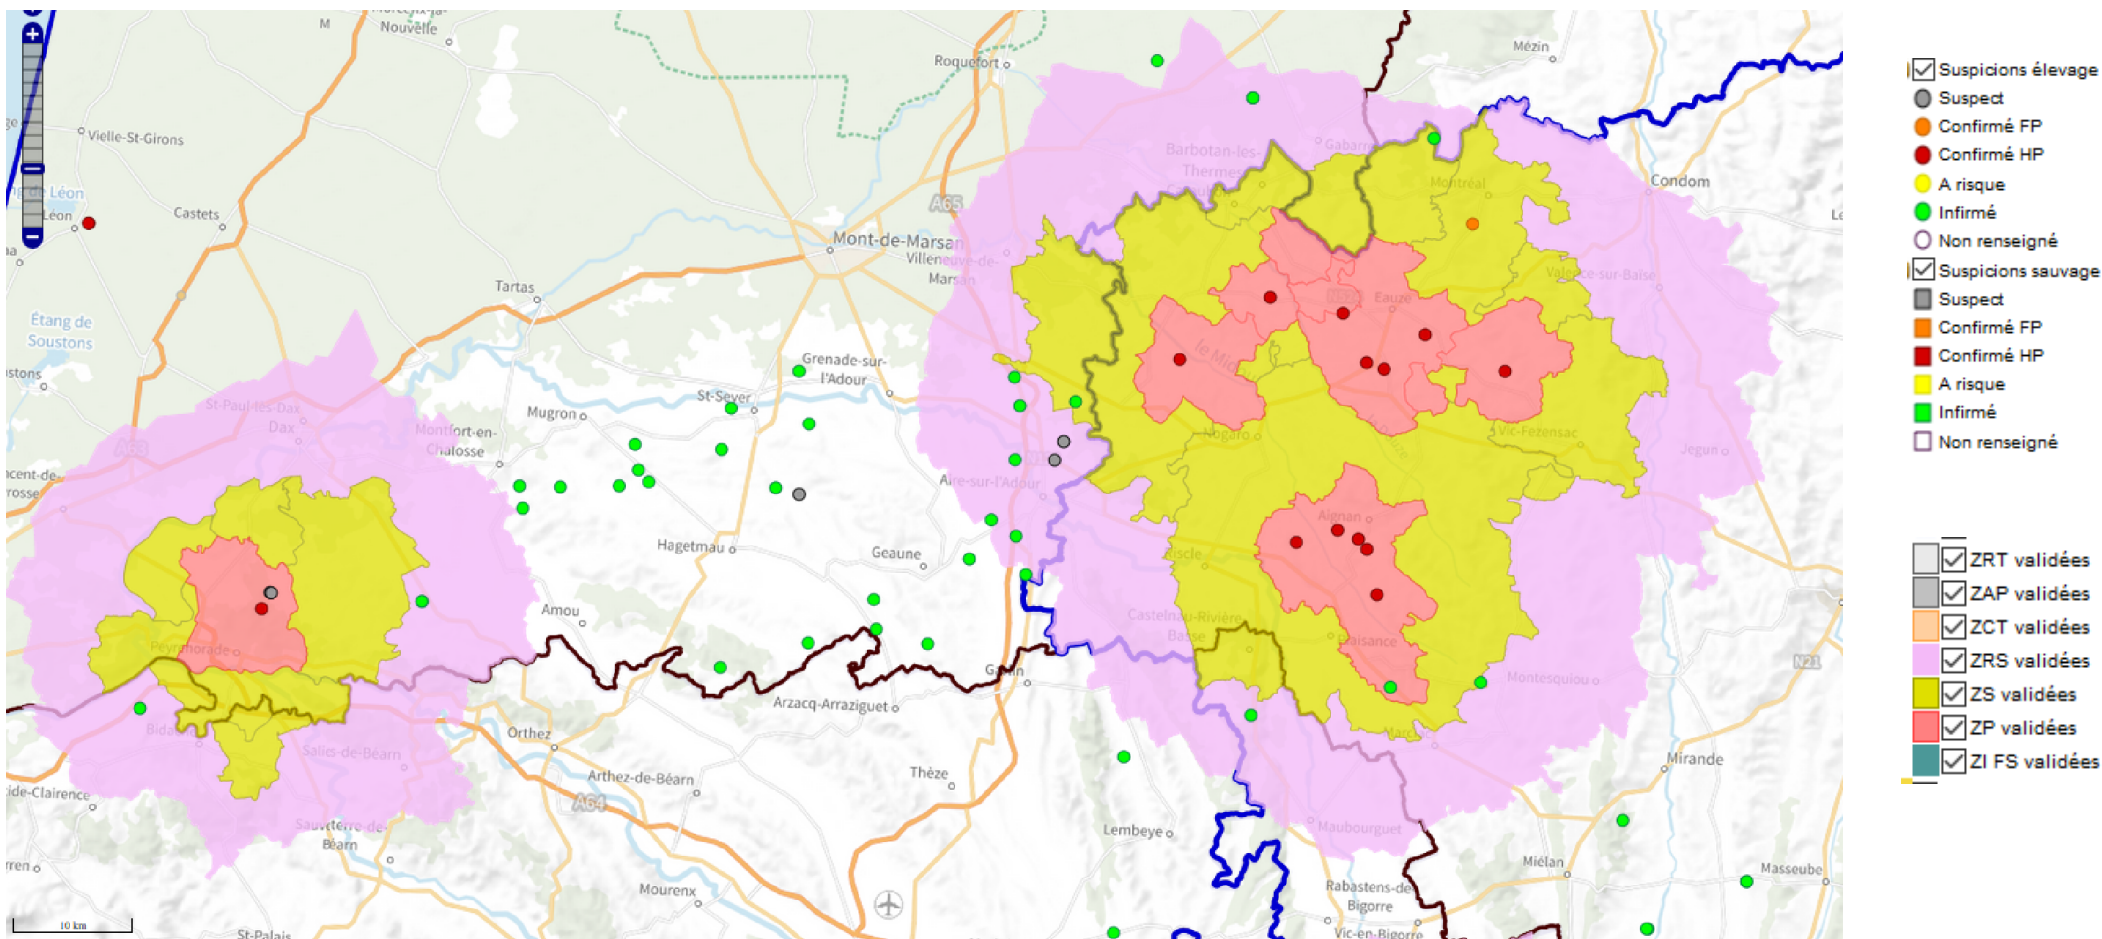 Nouvelle
M
Roquefort
Mézin
Vielle-St-Girons
Barbotan-les-
Thermes
Gabarret
Montréal
Condom
Léon
Castets
A65
Mont-de-Marsan
Villeneuve-de-
Marsan
Valence-sur-Baïse
Tartas
Eauze
Étang de
Soustons
Grenade-sur-
l'Adour
St-Sever
Mugron
St-Paul-lès-Dax
Dax
A63
Montfort-en-
Chalosse
Nogaro
Vic-Fezensac
Jegun
Aire-sur-l'Adour
Aignan
Hagetmau
Geaune
Riscle
Amou
Castelnau-Rivière-
Basse
Plaisance
Peyrehorade
Garlin
Montesquiou
N21
Arzacq-Arraziguet
Bidache
Salies-de-Béarn
Orthez
Marciac
Mirande
Arthez-de-Béarn
Thèze
A64
Sauveterre-de-
Béarn
Lembeye
Maubourguet
Miélan
Masseube
Mourenx
Rabastens-de-
Bigorre
Vic-en-Bigorre
St-Palais
10 km
Suspicions élevage
Suspect
Confirmé FP
Confirmé HP
A risque
Infirmé
Non renseigné
Suspicions sauvage
Suspect
Confirmé FP
Confirmé HP
A risque
Infirmé
Non renseigné
ZRT validées
ZAP validées
ZCT validées
ZRS validées
ZS validées
ZP validées
ZI FS validées